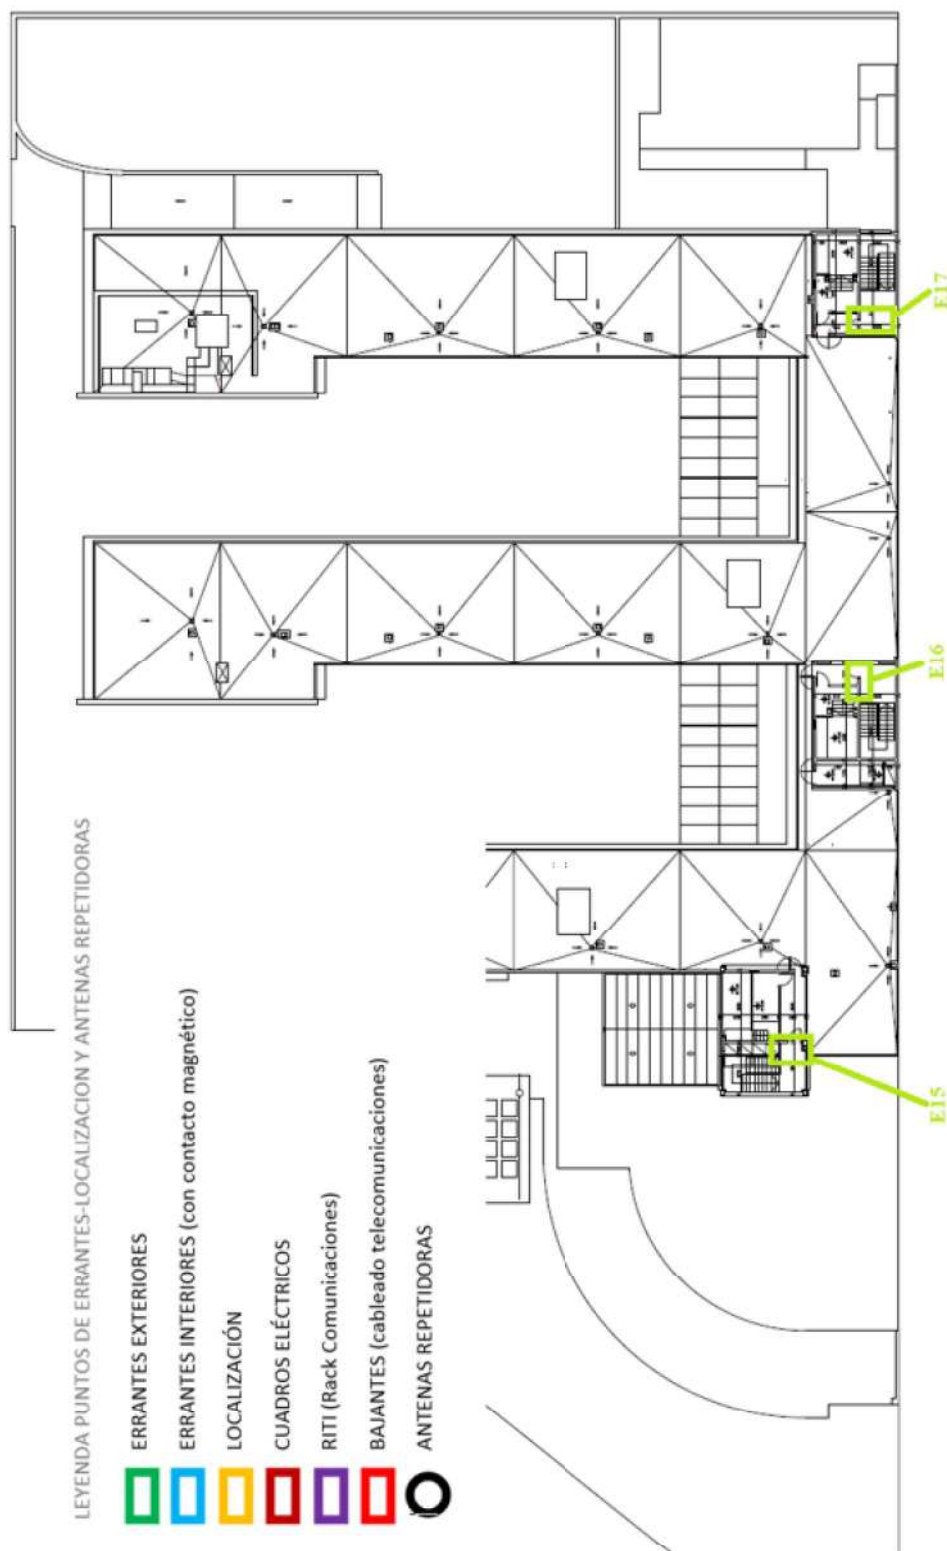 LEYENDA PUNTOS DE ERRANTES-LOCALIZACION Y ANTENAS REPETIDORAS
ERRANTES EXTERIORES
ERRANTES INTERIORES (con contacto magnético)
LOCALIZACIÓN
CUADROS ELÉCTRICOS
RITI (Rack Comunicaciones)
BAJANTES (cableado telecomunicaciones)
ANTENAS REPETIDORAS
E15
E16
E17